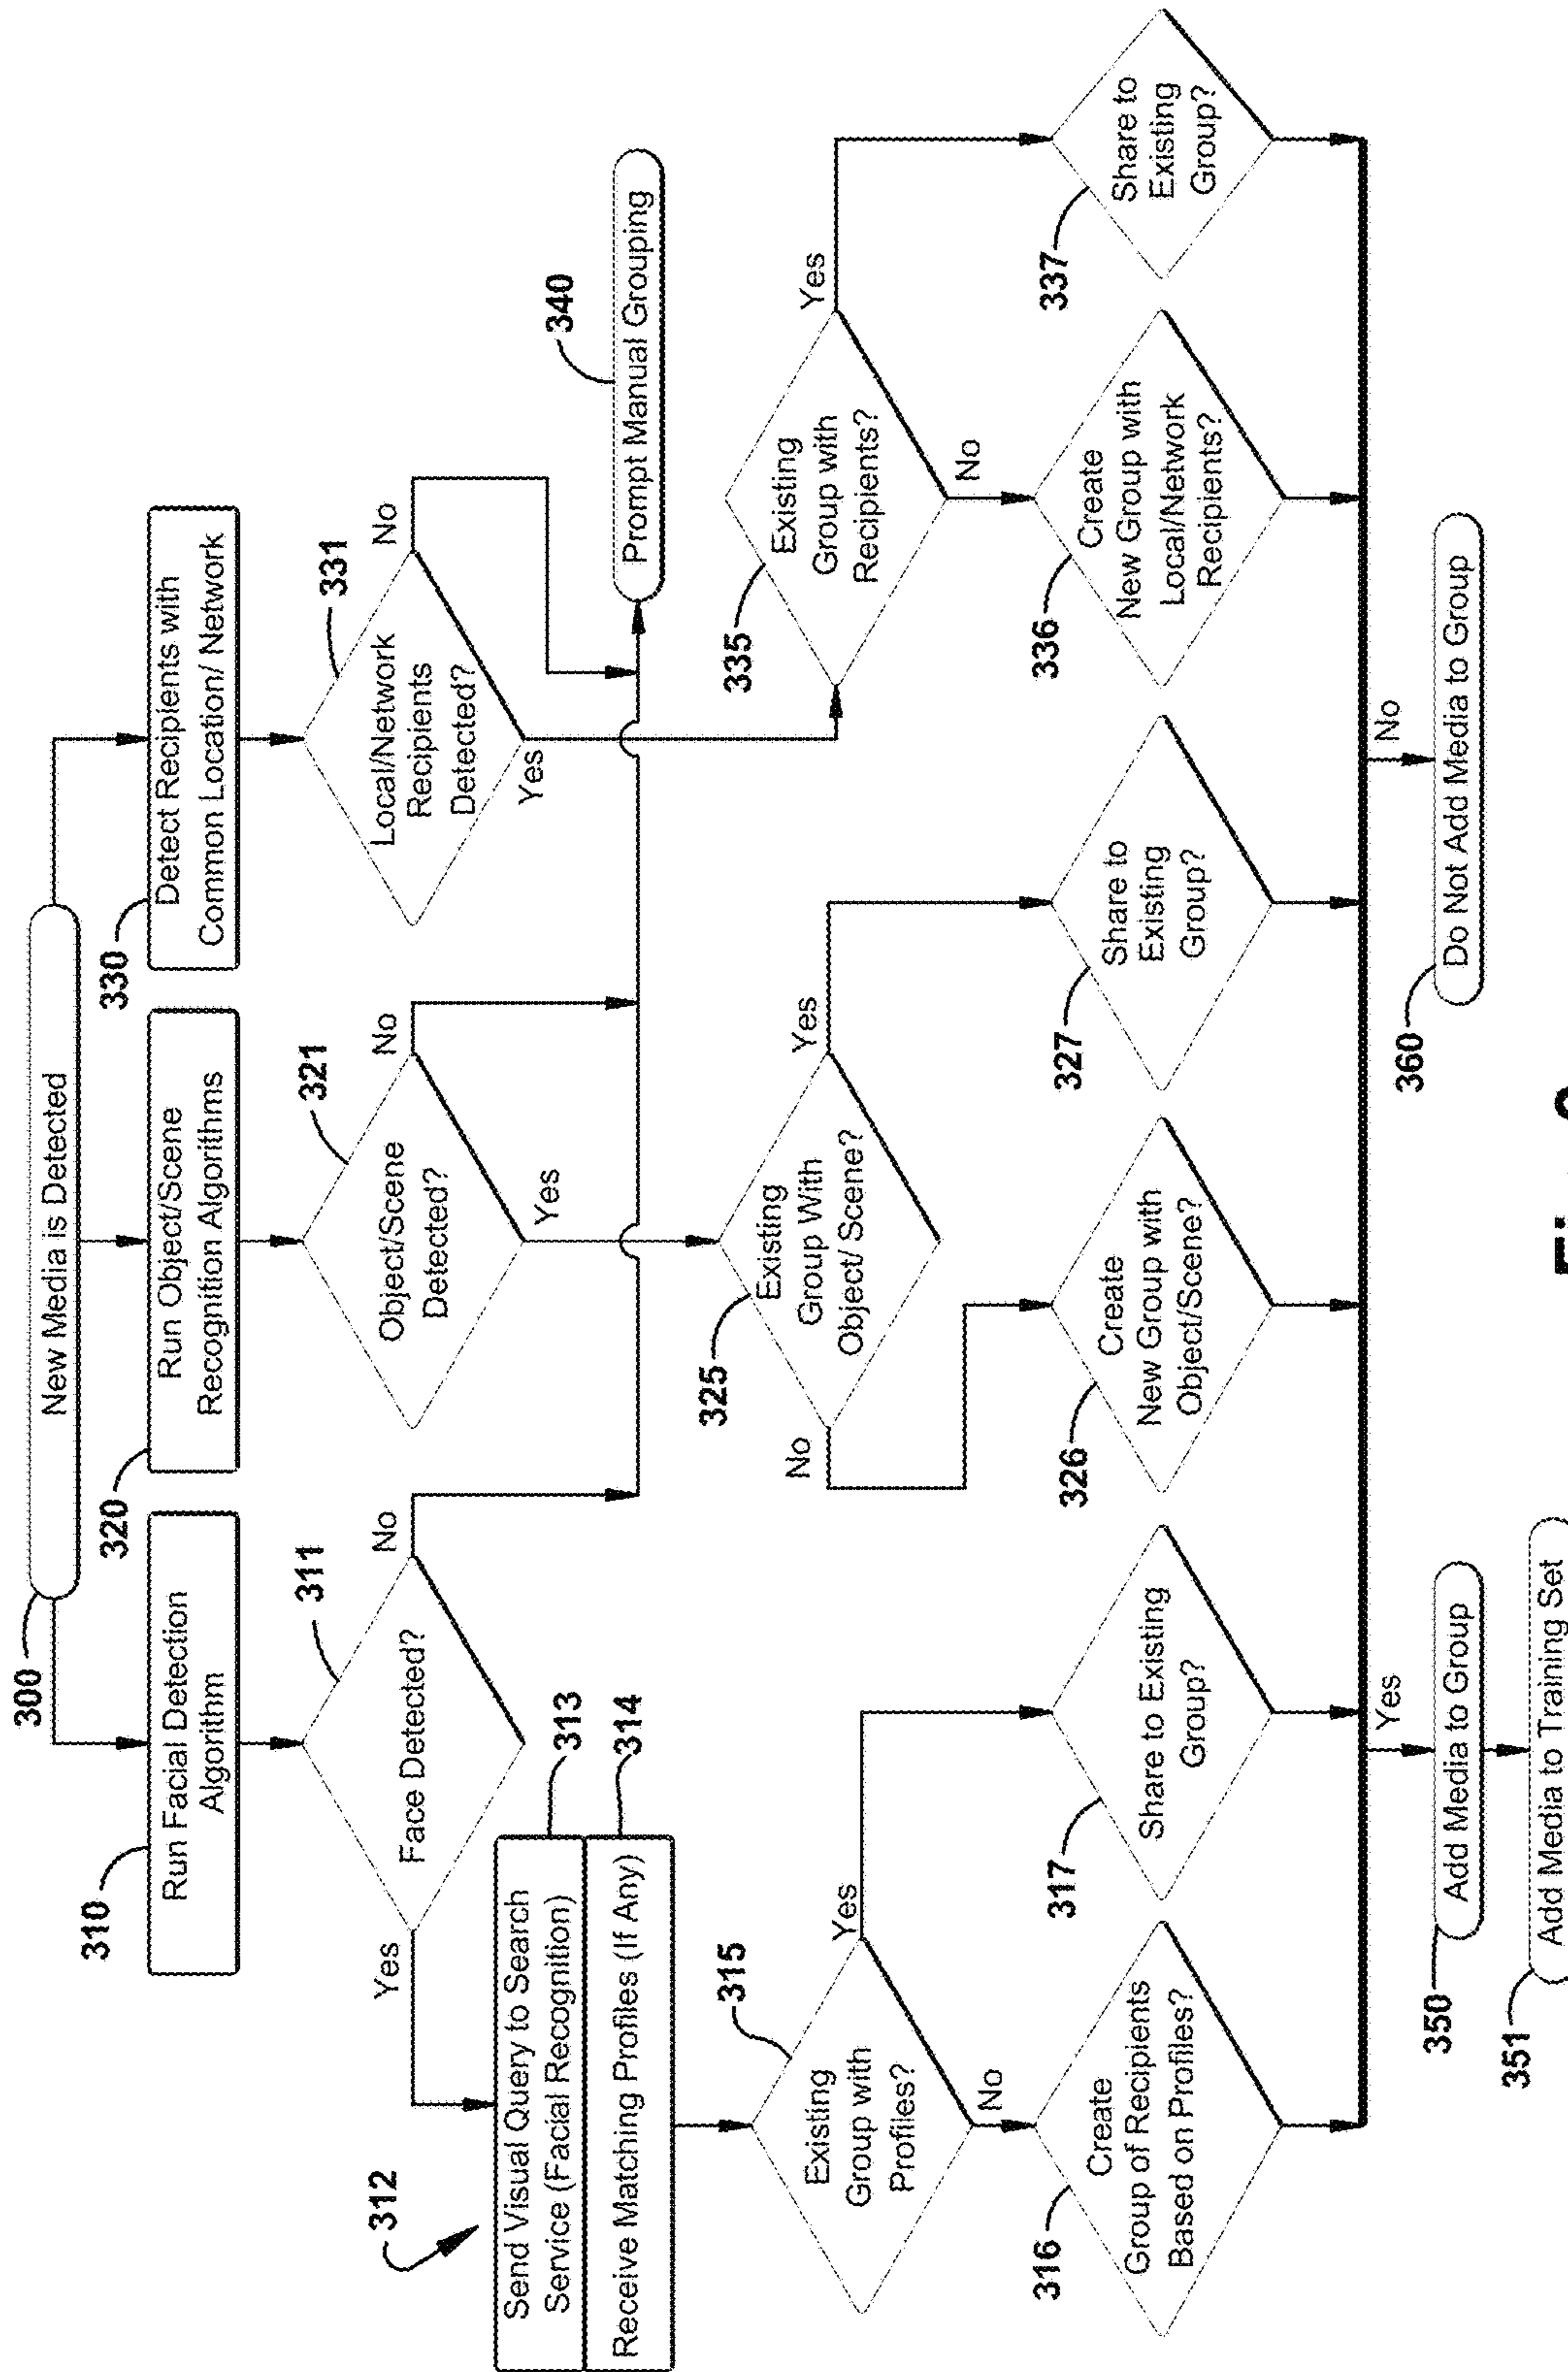 300
New Media is Detected
310
Run Facial Detection
Algorithm
320
Run Object/Scene
Recognition Algorithms
330
Detect Recipients with
Common Location/ Network
311
Face Detected?
Yes
No
321
Object/Scene
Detected?
Yes
No
331
Local/Network
Recipients
Detected?
Yes
No
312
Send Visual Query to Search
Service (Facial Recognition)
313
Receive Matching Profiles (If Any)
314
340
Prompt Manual Grouping
315
Existing
Group with
Profiles?
Yes
No
325
Existing
Group With
Object/ Scene?
No
Yes
335
Existing
Group with
Recipients?
Yes
No
316
Create
Group of Recipients
Based on Profiles?
317
Share to Existing
Group?
326
Create
New Group with
Object/Scene?
327
Share to
Existing
Group?
336
Create
New Group with
Local/Network
Recipients?
337
Share to
Existing
Group?
Yes
No
350
Add Media to Group
360
Do Not Add Media to Group
351
Add Media to Training Set